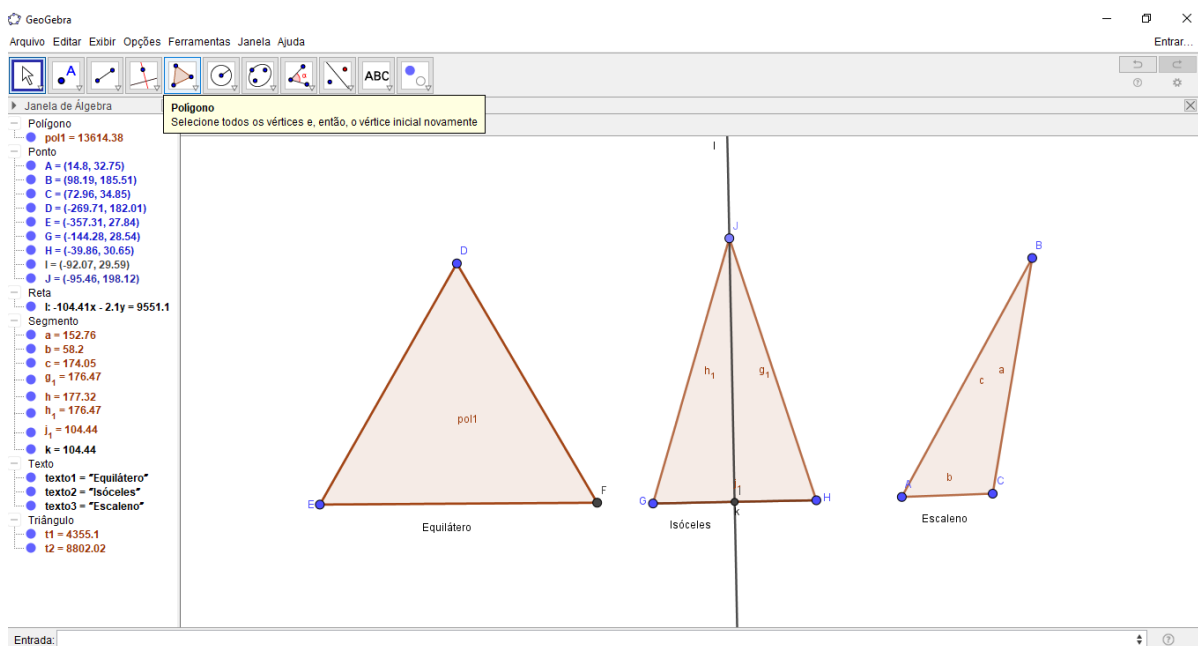 GeoGebra
Arquivo Editar Exibir Opções Ferramentas Janela Ajuda
Entrar...
A
ABC
Janela de Álgebra
Polígono
Selecione todos os vértices e, então, o vértice inicial novamente
Polígono
pol1 = 13614.38
Ponto
A = (14.8, 32.75)
B = (98.19, 185.51)
C = (72.96, 34.85)
D = (-269.71, 182.01)
E = (-357.31, 27.84)
G = (-144.28, 28.54)
H = (-39.86, 30.65)
I = (-92.07, 29.59)
J = (-95.46, 198.12)
Reta
l: -104.41x - 2.1y = 9551.1
Segmento
a = 152.76
b = 58.2
c = 174.05
g₁ = 176.47
h = 177.32
h₁ = 176.47
j₁ = 104.44
k = 104.44
Texto
texto1 = "Equilátero"
texto2 = "Isóceles"
texto3 = "Escaleno"
Triângulo
t1 = 4355.1
t2 = 8802.02
D
E
F
pol1
Equilátero
l
J
h₁
g₁
G
H
k
Isóceles
B
a
c
b
A
C
Escaleno
Entrada: